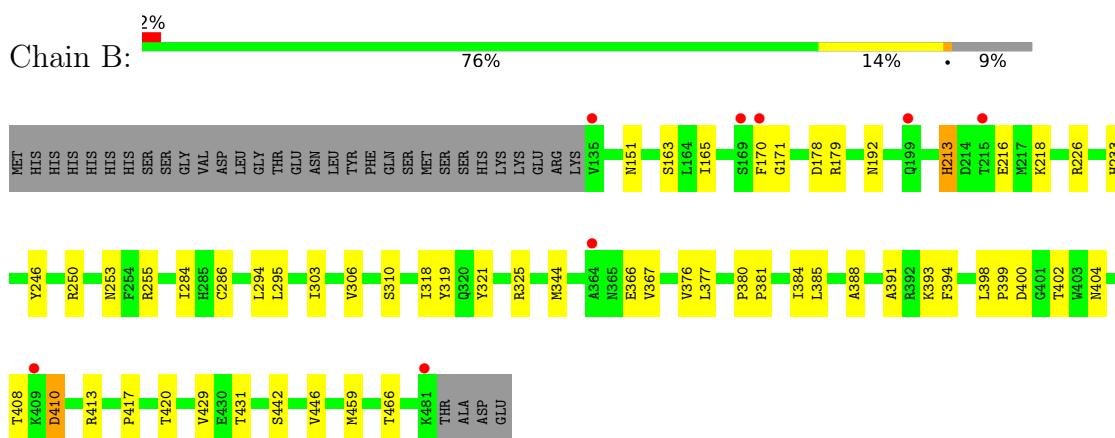 2%
Chain B:
76% 14% • 9%
MET HIS HIS HIS HIS HIS HIS SER SER GLY VAL ASP LEU GLY THR GLU ASN LEU TYR PHE GLN SER MET SER SER HIS LYS LYS GLU ARG LYS V135 N151 S163 L164 I165 S169 F170 G171 D178 R179 N192 Q199 H213 D214 T215 E216 M217 K218 R226 H233
Y246 R250 N253 F254 R255 I284 H285 C286 L294 L295 I303 V306 S310 I318 Y319 Q320 Y321 R325 M344 A364 N365 E366 V367 V376 L377 P380 P381 I384 L385 A388 A391 R392 K393 F394 L398 P399 D400 G401 T402 W403 N404
T408 K409 D410 R413 P417 T420 V429 E430 T431 S442 V446 M459 T466 K481 THR ALA ASP GLU